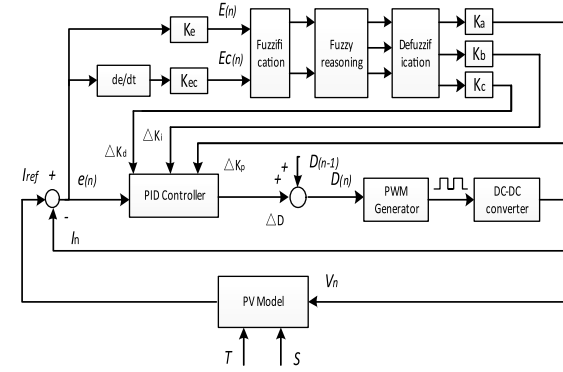 E(n)
Ke
Ka
Fuzzifi
cation
Fuzzy
reasoning
Defuzzif
ication
Ec(n)
Kb
de/dt
Kec
Kc
△Kd
△Ki
△Kp
D(n-1)
Iref
+
e(n)
PID Controller
+
+
D(n)
PWM
Generator
DC-DC
converter
-
△D
In
Vn
PV Model
T
S